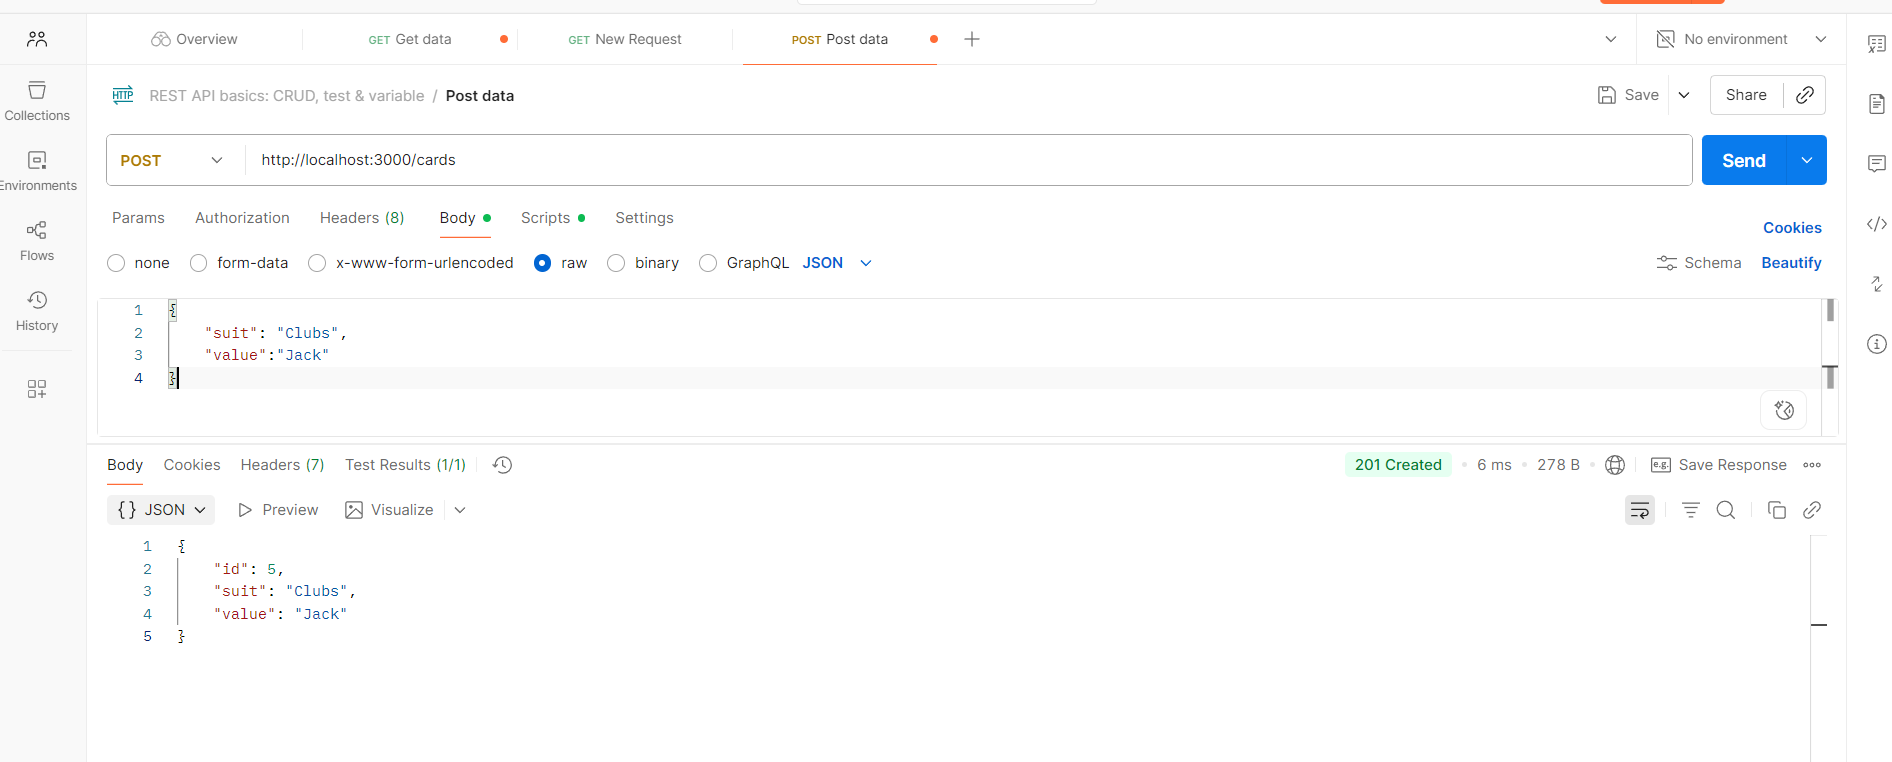 Overview
GET Get data
GET New Request
POST Post data
No environment
Collections
Environments
Flows
History
HTTP REST API basics: CRUD, test & variable / Post data
Save
Share
POST
http://localhost:3000/cards
Send
Params
Authorization
Headers (8)
Body
Scripts
Settings
Cookies
none
form-data
x-www-form-urlencoded
raw
binary
GraphQL
JSON
Schema
Beautify
1 {
2 "suit": "Clubs",
3 "value":"Jack"
4 }
Body
Cookies
Headers (7)
Test Results (1/1)
201 Created
6 ms
278 B
e.g. Save Response
{} JSON
Preview
Visualize
1 {
2 "id": 5,
3 "suit": "Clubs",
4 "value": "Jack"
5 }